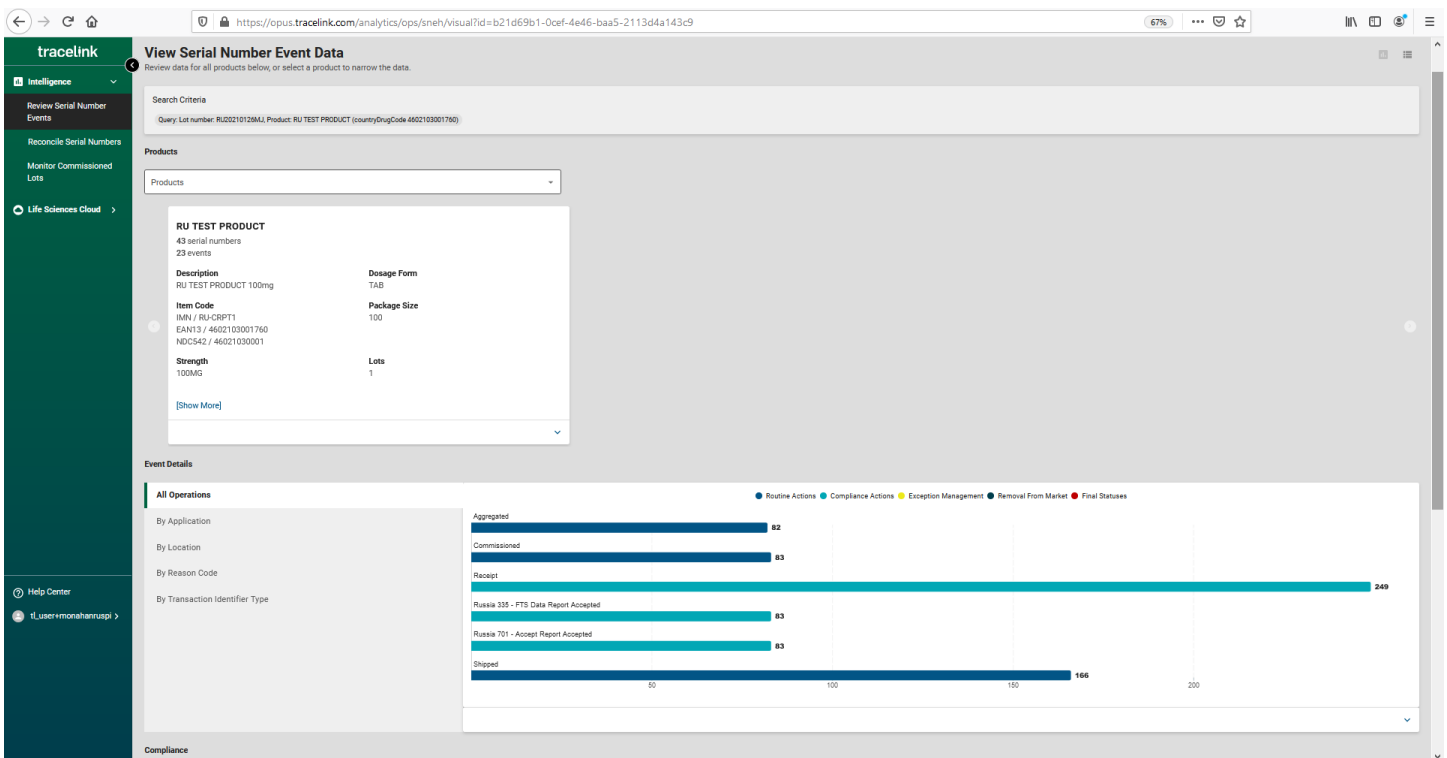 https://opus.tracelink.com/analytics/ops/sneh/visual?id=b21d69b1-0cef-4e46-baa5-2113d4a143c9
67%
tracelink
Intelligence
Review Serial Number
Events
Reconcile Serial Numbers
Monitor Commissioned
Lots
Life Sciences Cloud
Help Center
tl_user+monahanruspi
View Serial Number Event Data
Review data for all products below, or select a product to narrow the data.
Search Criteria
Query: Lot number: RU20210126MJ, Product: RU TEST PRODUCT (countryDrugCode 4602103001760)
Products
Products
RU TEST PRODUCT
43 serial numbers
23 events
Description
RU TEST PRODUCT 100mg
Dosage Form
TAB
Item Code
IMN / RU-CRPT1
EAN13 / 4602103001760
NDC542 / 46021030001
Package Size
100
Strength
100MG
Lots
1
[Show More]
Event Details
All Operations
By Application
By Location
By Reason Code
By Transaction Identifier Type
Routine Actions Compliance Actions Exception Management Removal From Market Final Statuses
Aggregated
82
Commissioned
83
Receipt
249
Russia 335 - FTS Data Report Accepted
83
Russia 701 - Accept Report Accepted
83
Shipped
166
50 100 150 200
Compliance